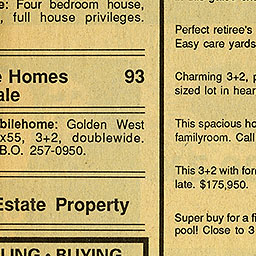 e: Four bedroom house,
, full house privileges.
e Homes 93
ale
bilehome: Golden West
x55, 3+2, doublewide.
B.O. 257-0950.
Estate Property
LING • BUYING
Perfect retiree's
Easy care yards
Charming 3+2, p
sized lot in hear
This spacious ho
familyroom. Call
This 3+2 with for
late. $175,950.
Super buy for a fi
pool! Close to 3